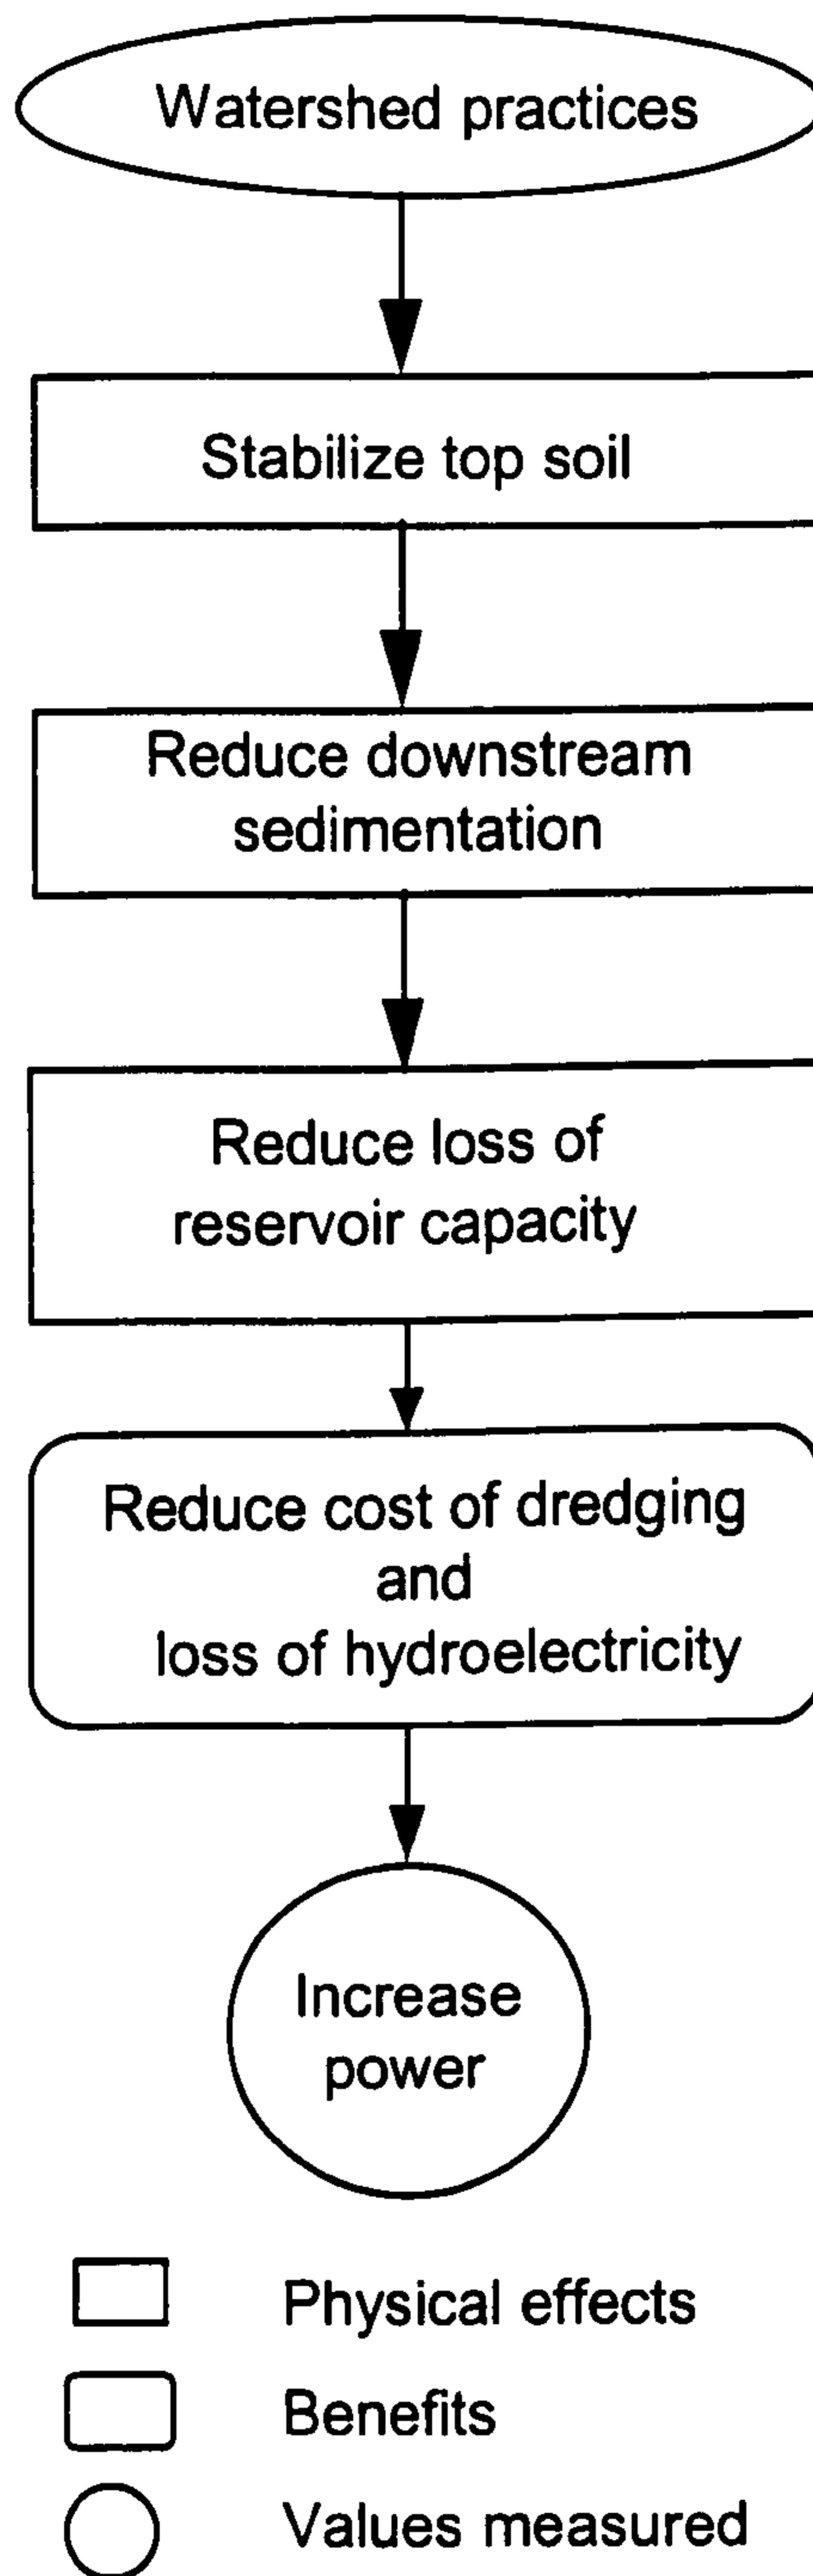 Watershed practices
Stabilize top soil
Reduce downstream
sedimentation
Reduce loss of
reservoir capacity
Reduce cost of dredging
and
loss of hydroelectricity
Increase
power
Physical effects
Benefits
Values measured